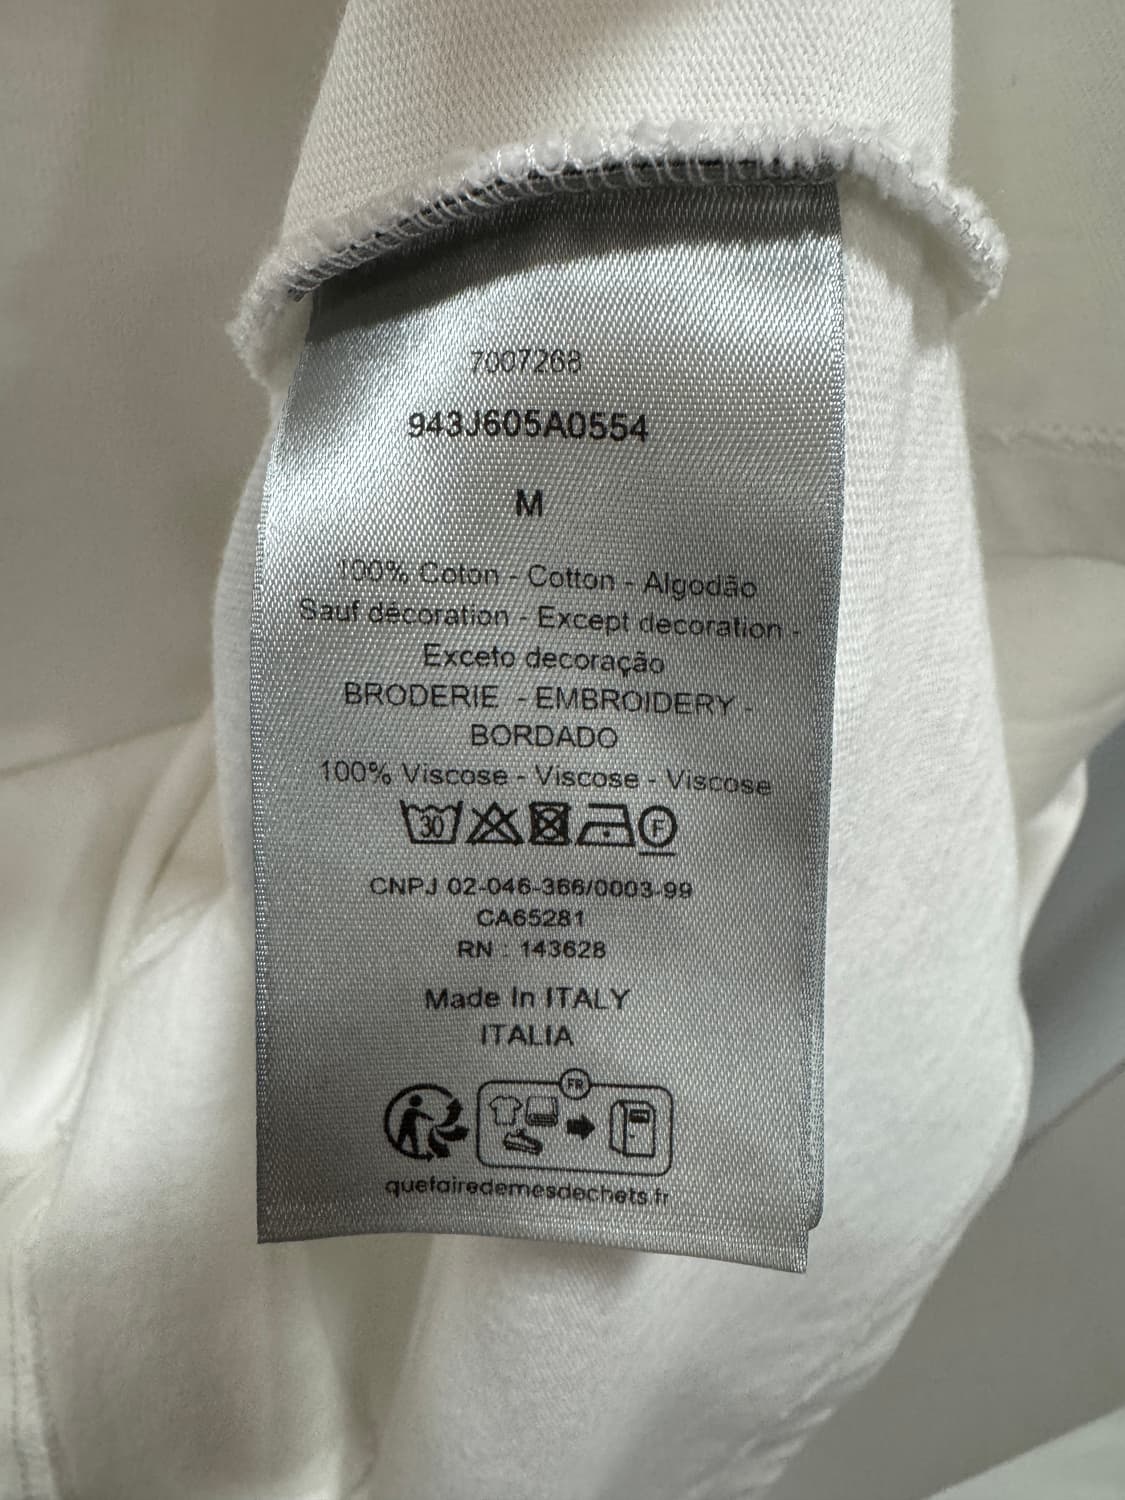 7007268
943J605A0554
M
100% Coton - Cotton - Algodão
Sauf décoration - Except decoration -
Exceto decoração
BRODERIE - EMBROIDERY -
BORDADO
100% Viscose - Viscose - Viscose
30 F
CNPJ 02-046-366/0003-99
CA65281
RN : 143628
Made In ITALY
ITALIA
FR
quefairedemesdechets.fr